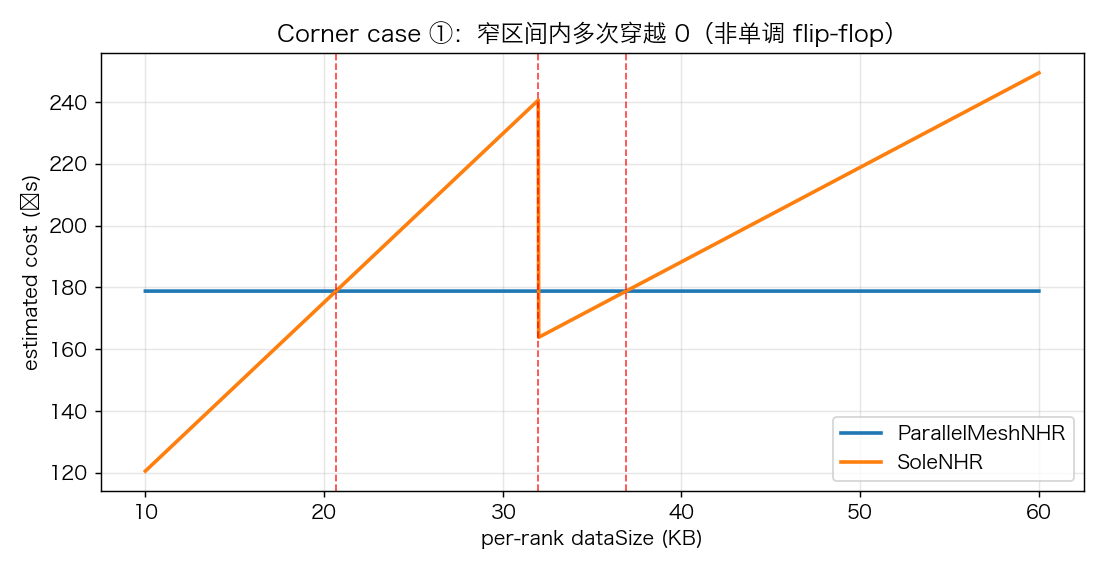 Corner case ①：窄区间内多次穿越 0（非单调 flip-flop）
estimated cost (▯s)
240
220
200
180
160
140
120
10
20
30
40
50
60
per-rank dataSize (KB)
ParallelMeshNHR
SoleNHR